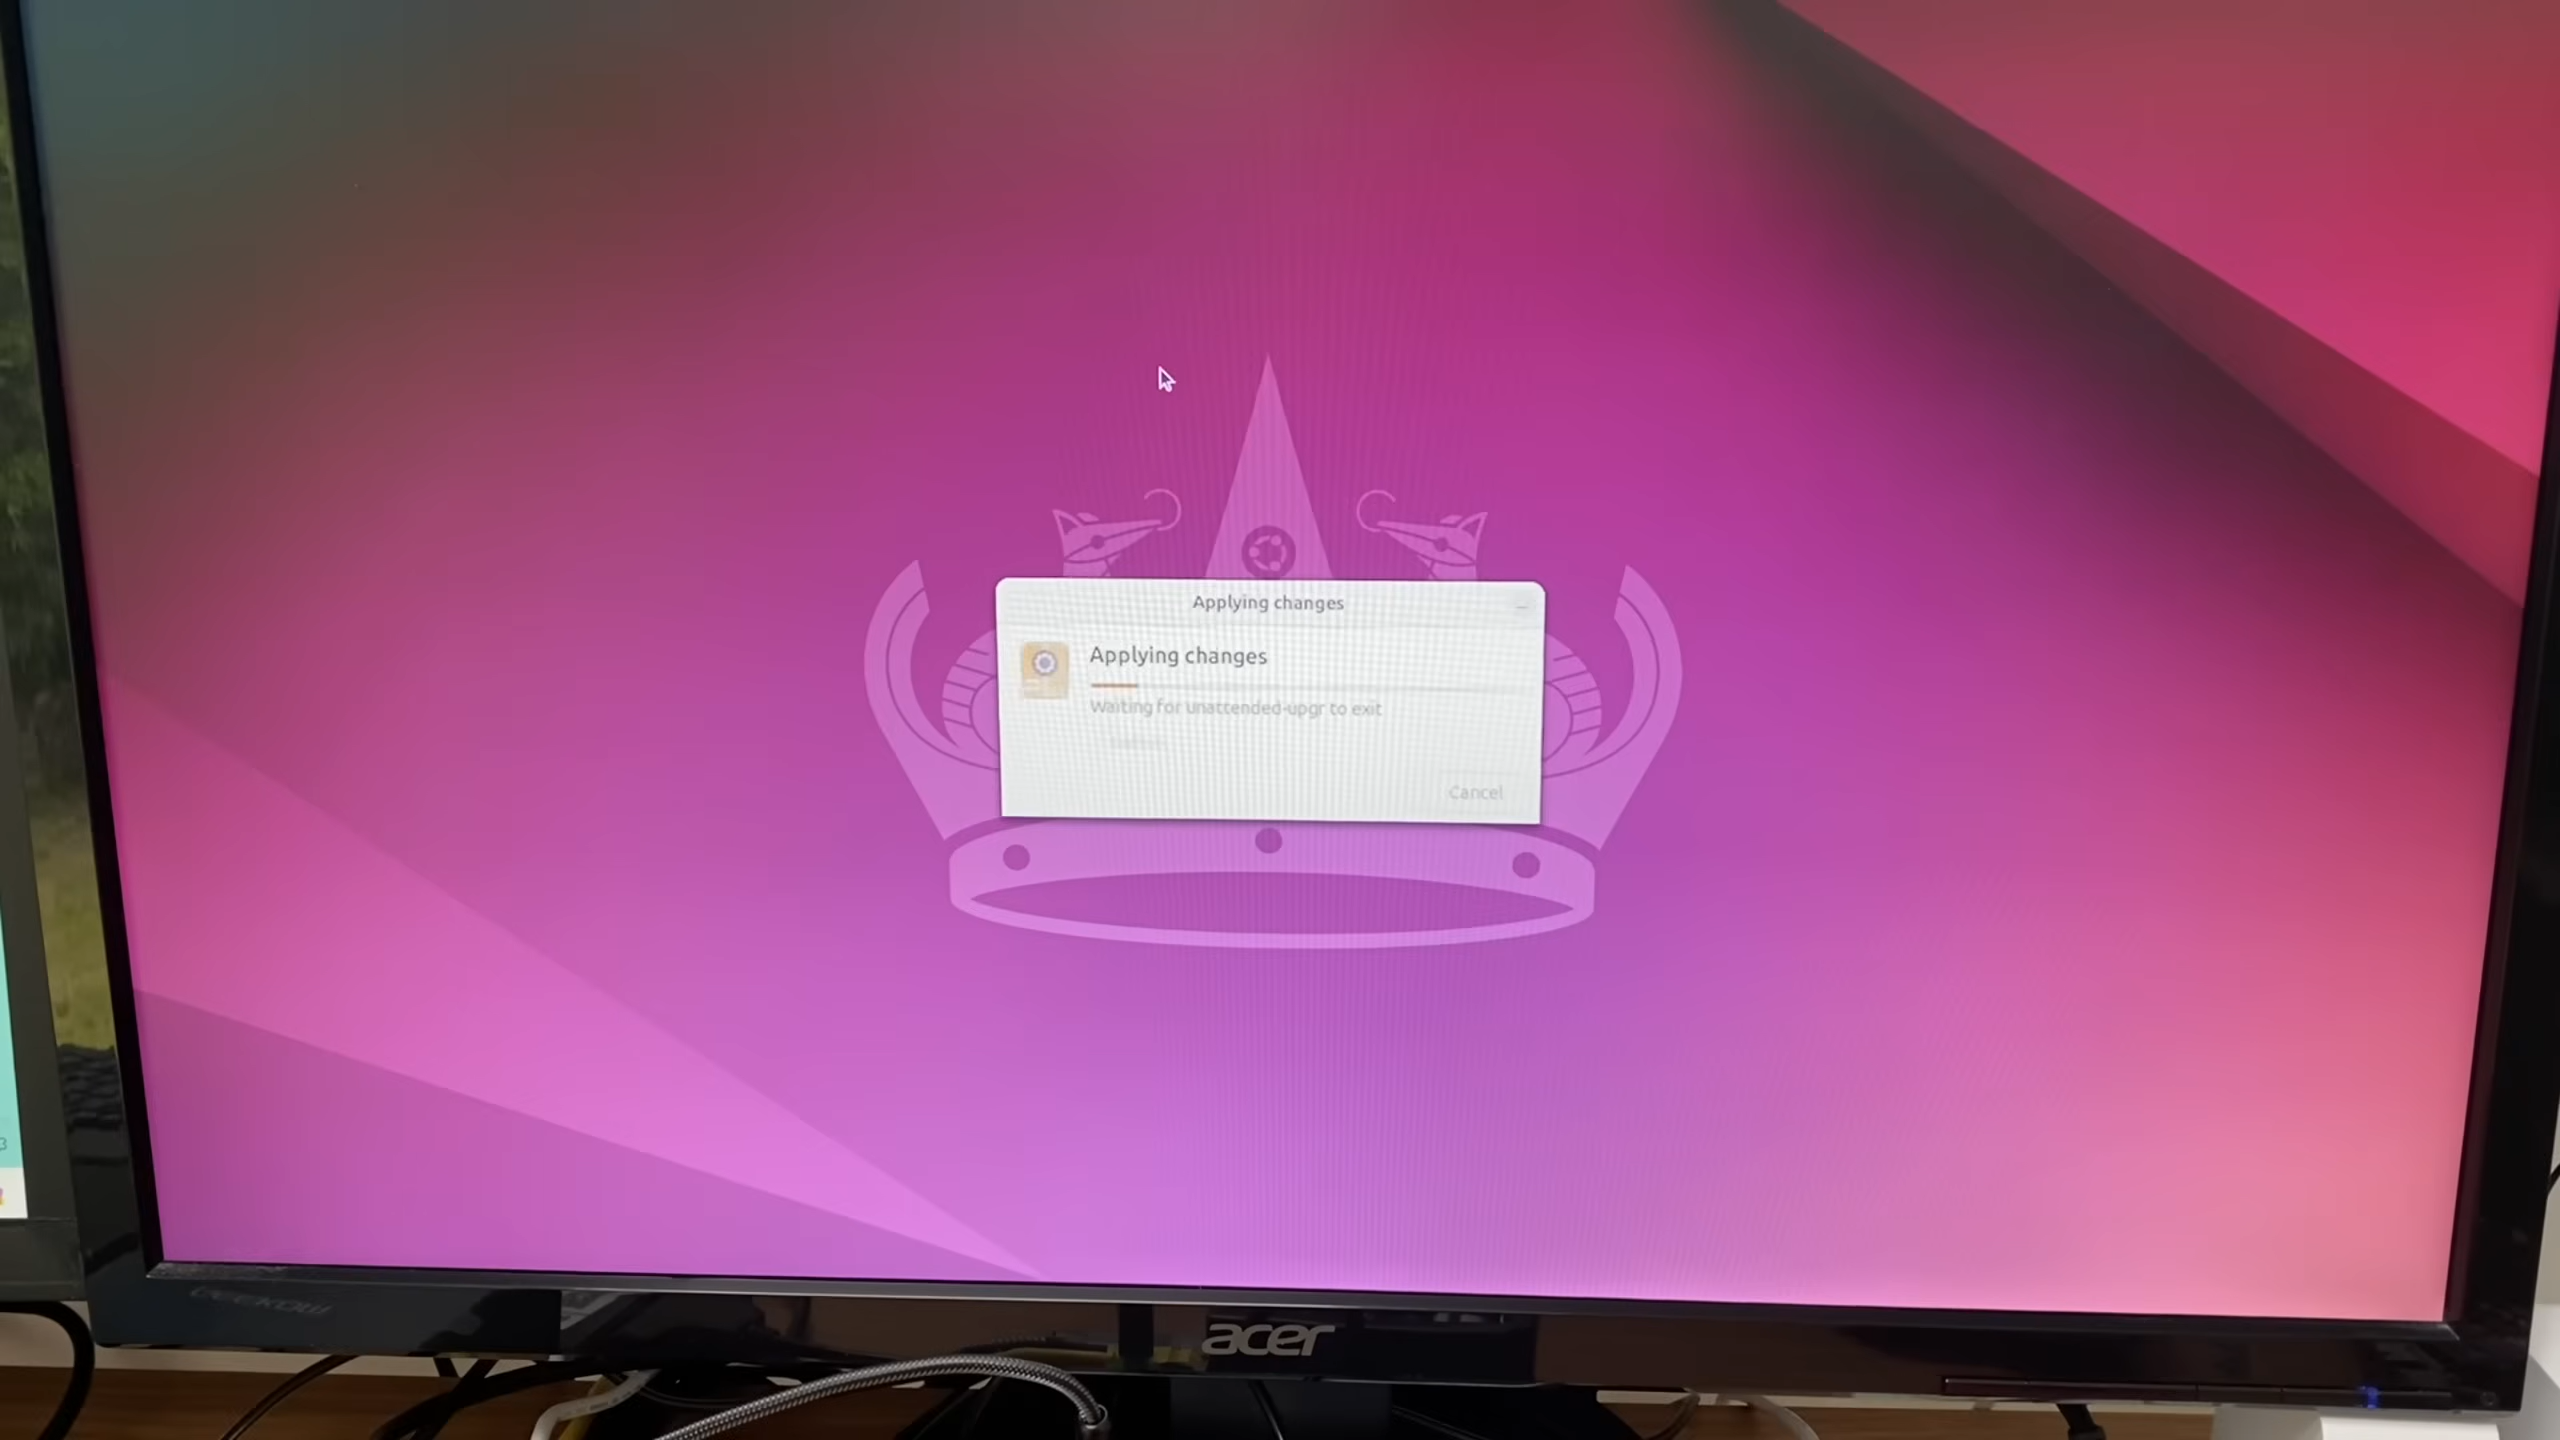 Applying changes
Applying changes
Waiting for unattended-upgr to exit
Cancel
acer